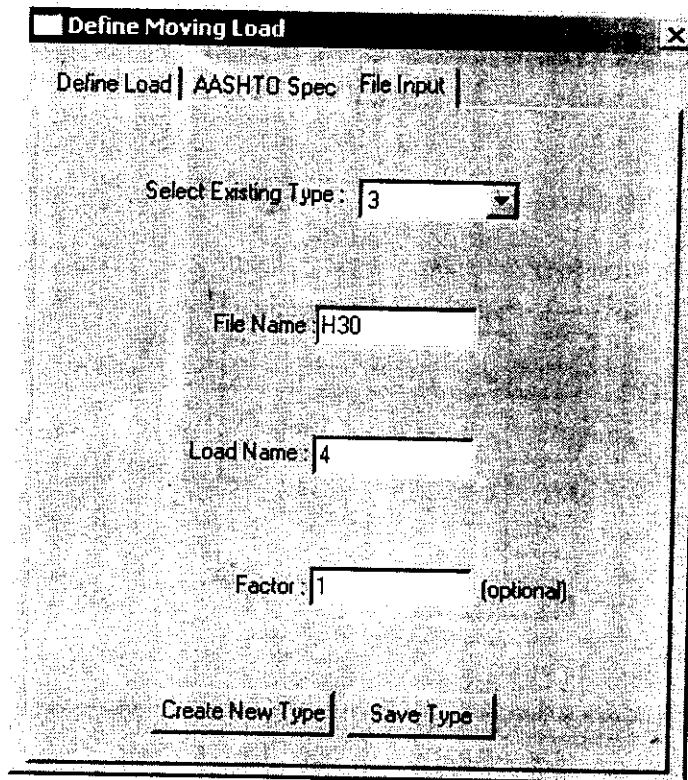 Define Moving Load
Define Load AASHTO Spec File Input
Select Existing Type : 3
File Name : H30
Load Name : 4
Factor : 1 (optional)
Create New Type Save Type